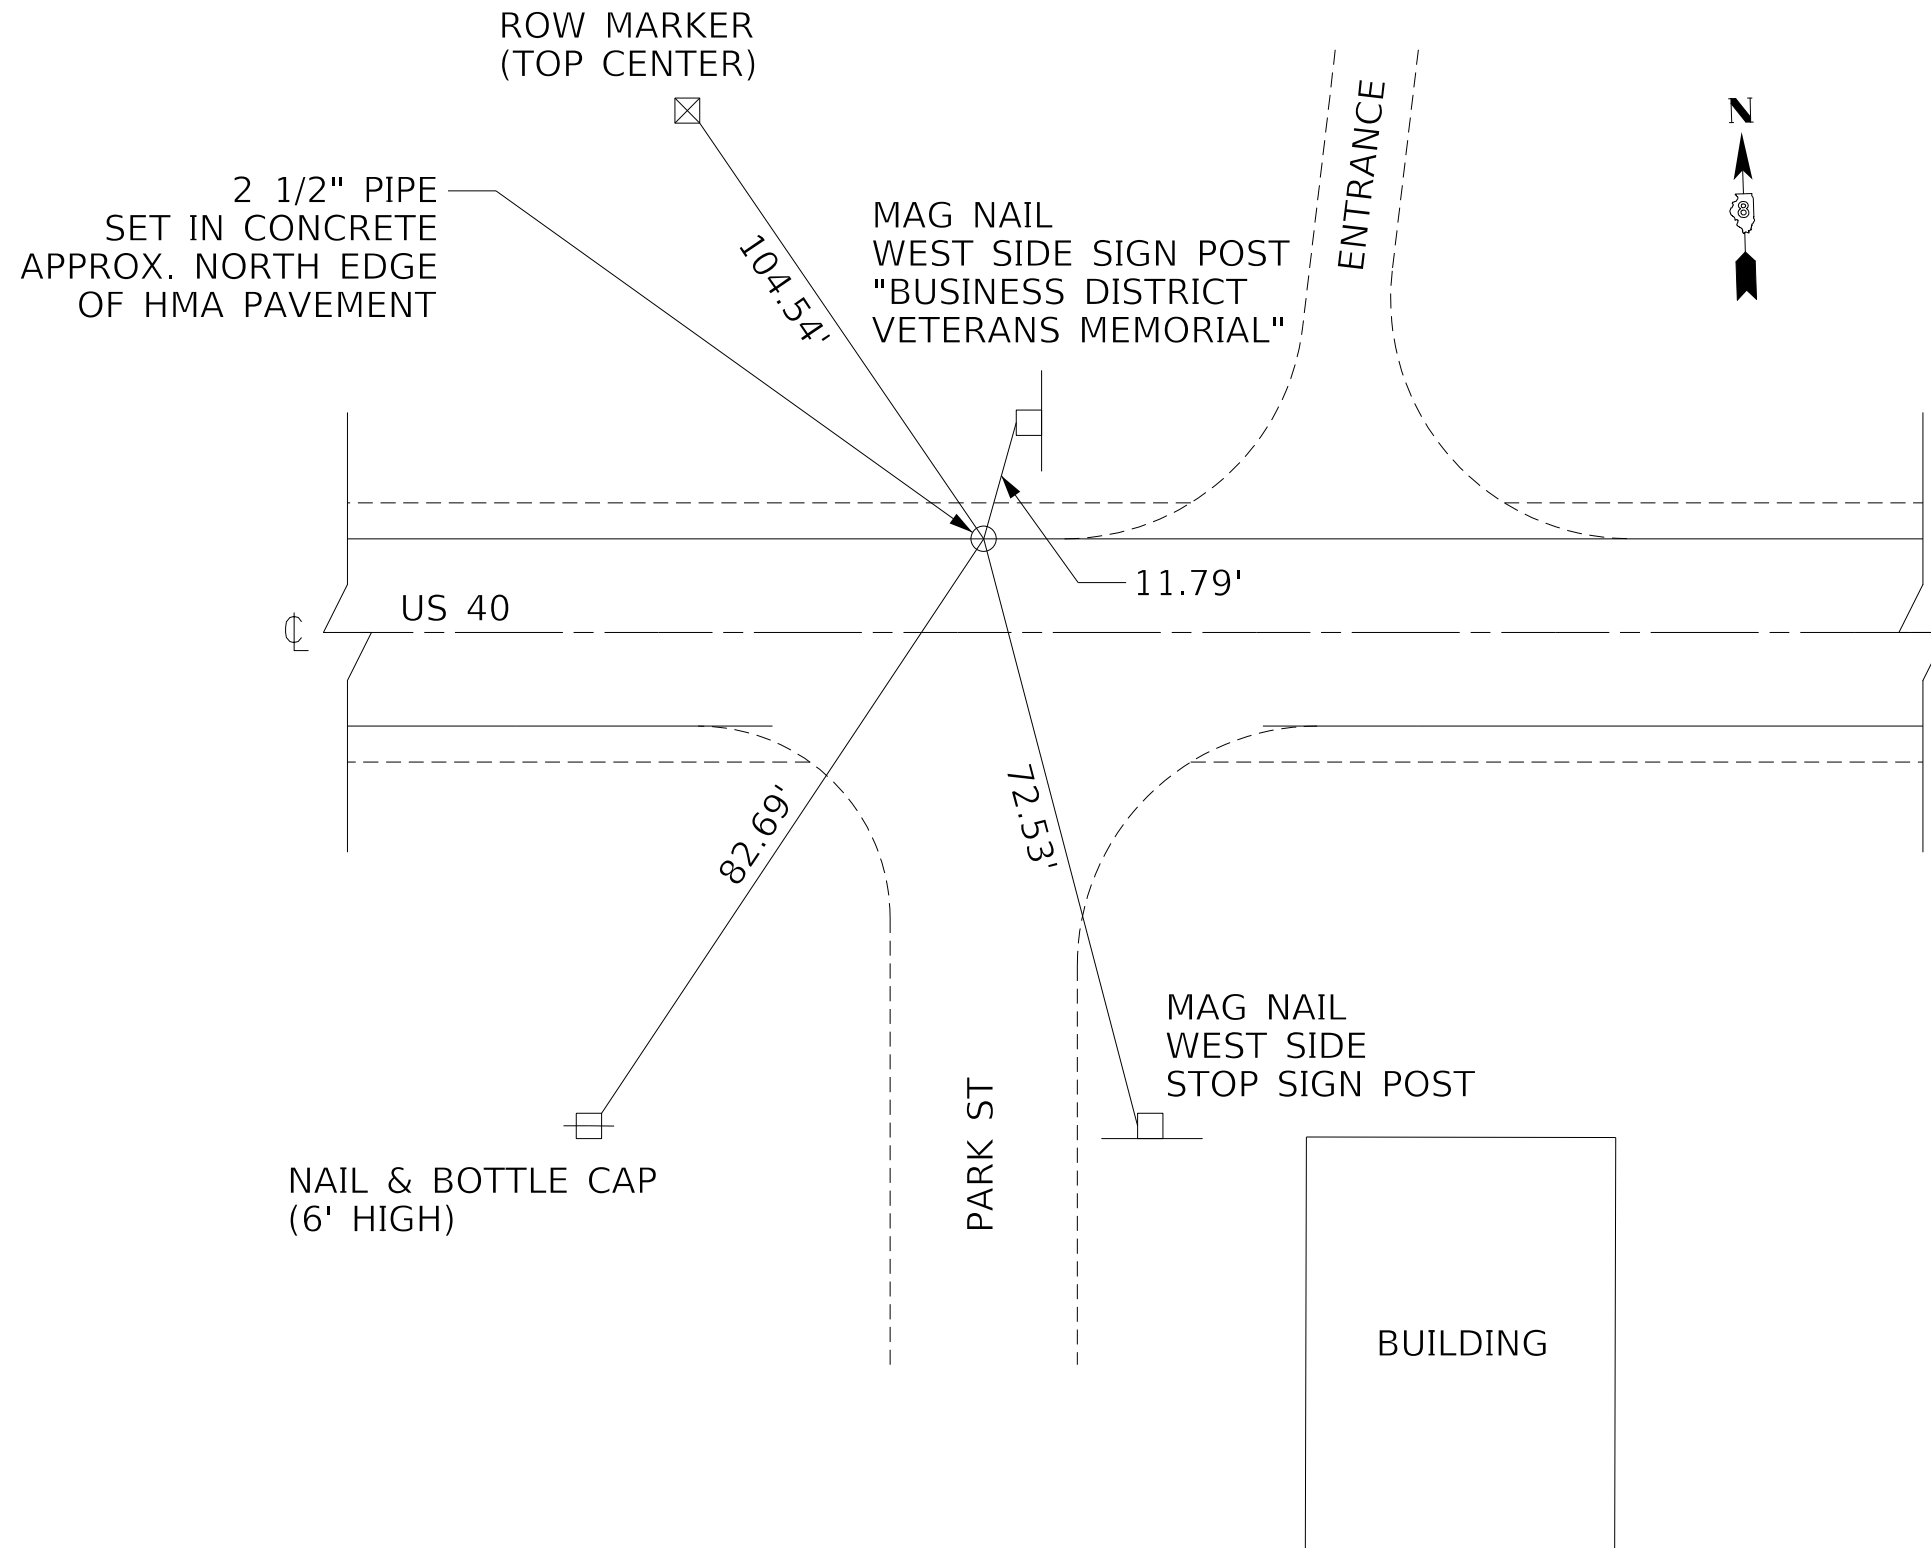 ROW MARKER
(TOP CENTER)
N
8
2 1/2" PIPE
SET IN CONCRETE
APPROX. NORTH EDGE
OF HMA PAVEMENT
104.54'
MAG NAIL
WEST SIDE SIGN POST
"BUSINESS DISTRICT
VETERANS MEMORIAL"
ENTRANCE
11.79'
US 40
℄
82.69'
72.53'
MAG NAIL
WEST SIDE
STOP SIGN POST
NAIL & BOTTLE CAP
(6' HIGH)
PARK ST
BUILDING